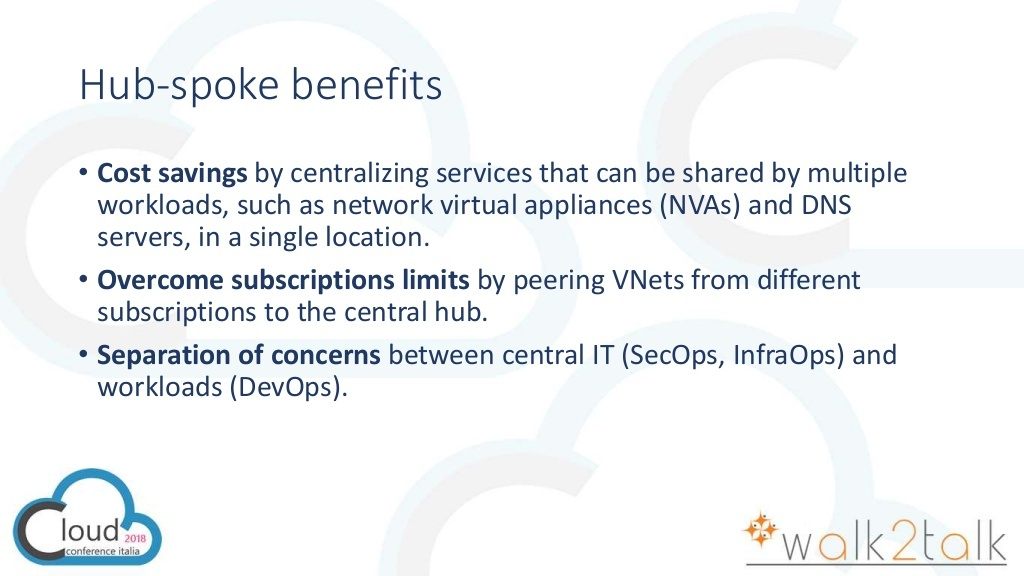 Hub-spoke benefits
• Cost savings by centralizing services that can be shared by multiple
workloads, such as network virtual appliances (NVAs) and DNS
servers, in a single location.
• Overcome subscriptions limits by peering VNets from different
subscriptions to the central hub.
• Separation of concerns between central IT (SecOps, InfraOps) and
workloads (DevOps).
Cloud 2018
conference italia
walk2talk